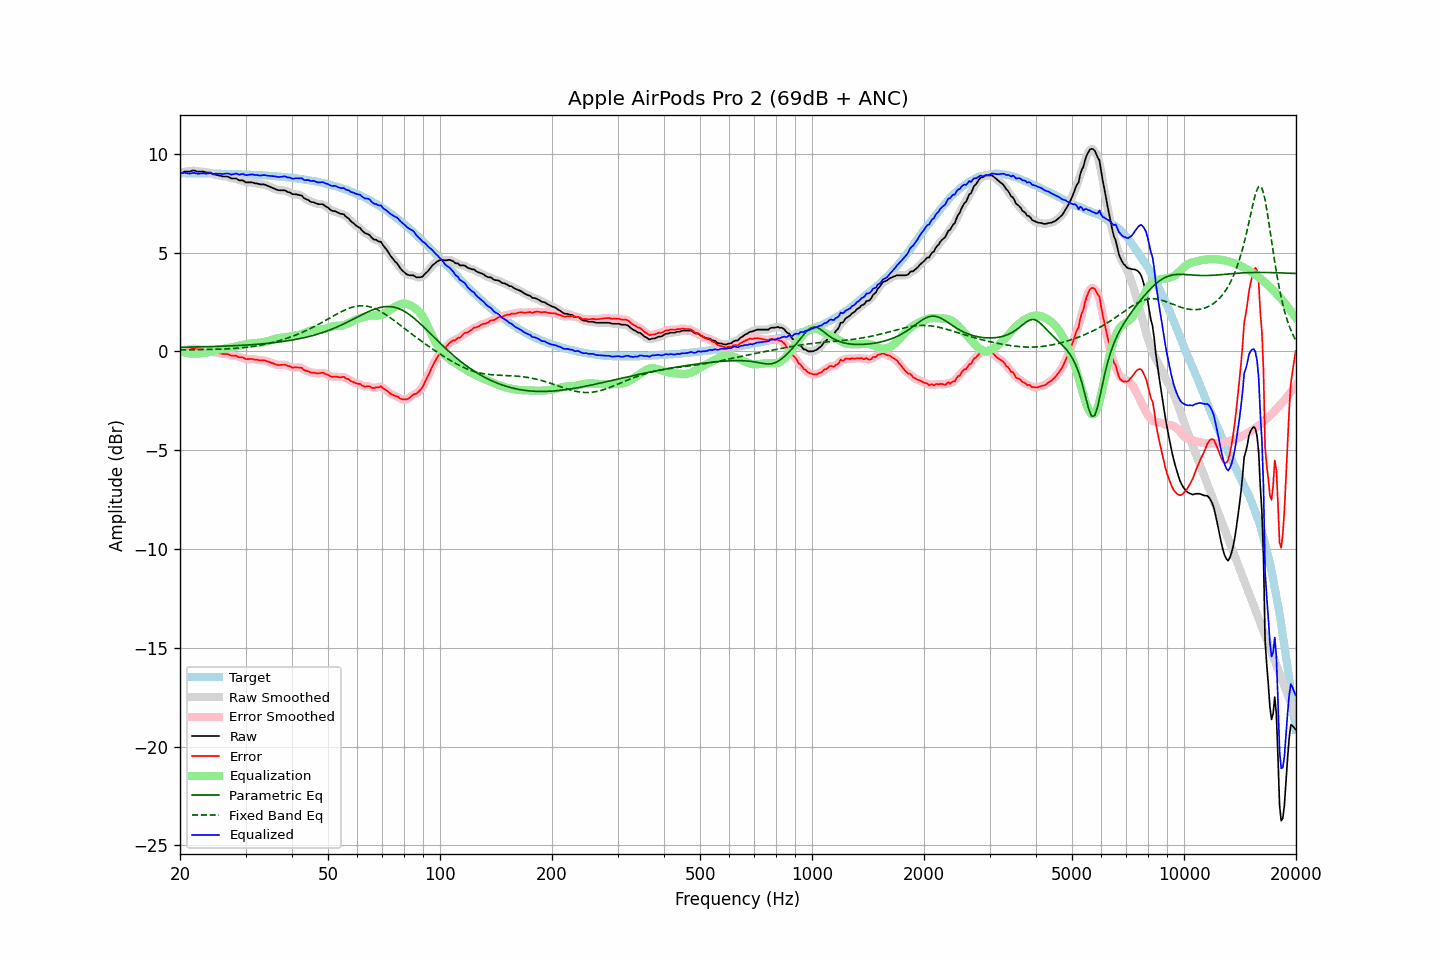 Apple AirPods Pro 2 (69dB + ANC)
Amplitude (dBr)
10
5
0
−5
−10
−15
−20
−25
Target
Raw Smoothed
Error Smoothed
Raw
Error
Equalization
Parametric Eq
Fixed Band Eq
Equalized
20 50 100 200 500 1000 2000 5000 10000 20000
Frequency (Hz)